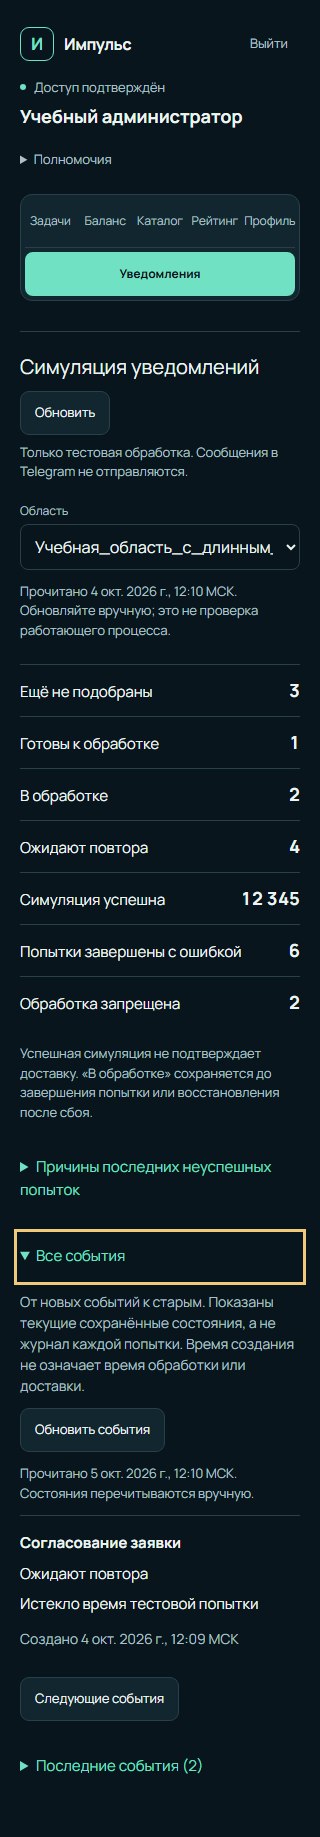 И Импульс Выйти
Доступ подтверждён
Учебный администратор
Полномочия
Задачи Баланс Каталог Рейтинг Профиль
Уведомления
Симуляция уведомлений
Обновить
Только тестовая обработка. Сообщения в
Telegram не отправляются.
Область
Учебная_область_с_длинным_
Прочитано 4 окт. 2026 г., 12:10 МСК.
Обновляйте вручную; это не проверка
работающего процесса.
Ещё не подобраны 3
Готовы к обработке 1
В обработке 2
Ожидают повтора 4
Симуляция успешна 12 345
Попытки завершены с ошибкой 6
Обработка запрещена 2
Успешная симуляция не подтверждает
доставку. «В обработке» сохраняется до
завершения попытки или восстановления
после сбоя.
Причины последних неуспешных
попыток
Все события
От новых событий к старым. Показаны
текущие сохранённые состояния, а не
журнал каждой попытки. Время создания
не означает время обработки или
доставки.
Обновить события
Прочитано 5 окт. 2026 г., 12:10 МСК.
Состояния перечитываются вручную.
Согласование заявки
Ожидают повтора
Истекло время тестовой попытки
Создано 4 окт. 2026 г., 12:09 МСК
Следующие события
Последние события (2)